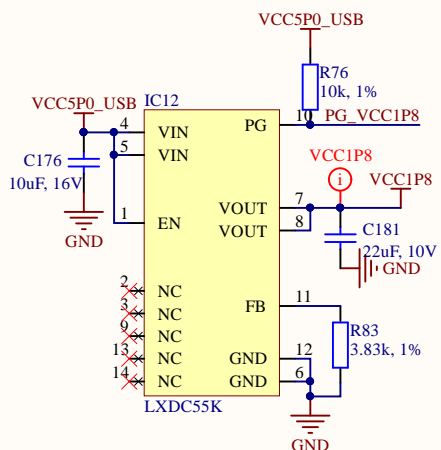 VCC5P0_USB
R76
10k, 1%
VCC5P0_USB
IC12
4
VIN
PG
10
PG_VCC1P8
5
VIN
C176
10uF, 16V
VCC1P8
i
VCC1P8
1
EN
VOUT
7
VOUT
8
C181
22uF, 10V
GND
GND
2
NC
3
NC
FB
11
9
NC
R83
3.83k, 1%
13
NC
GND
12
14
NC
GND
6
LXDC55K
GND